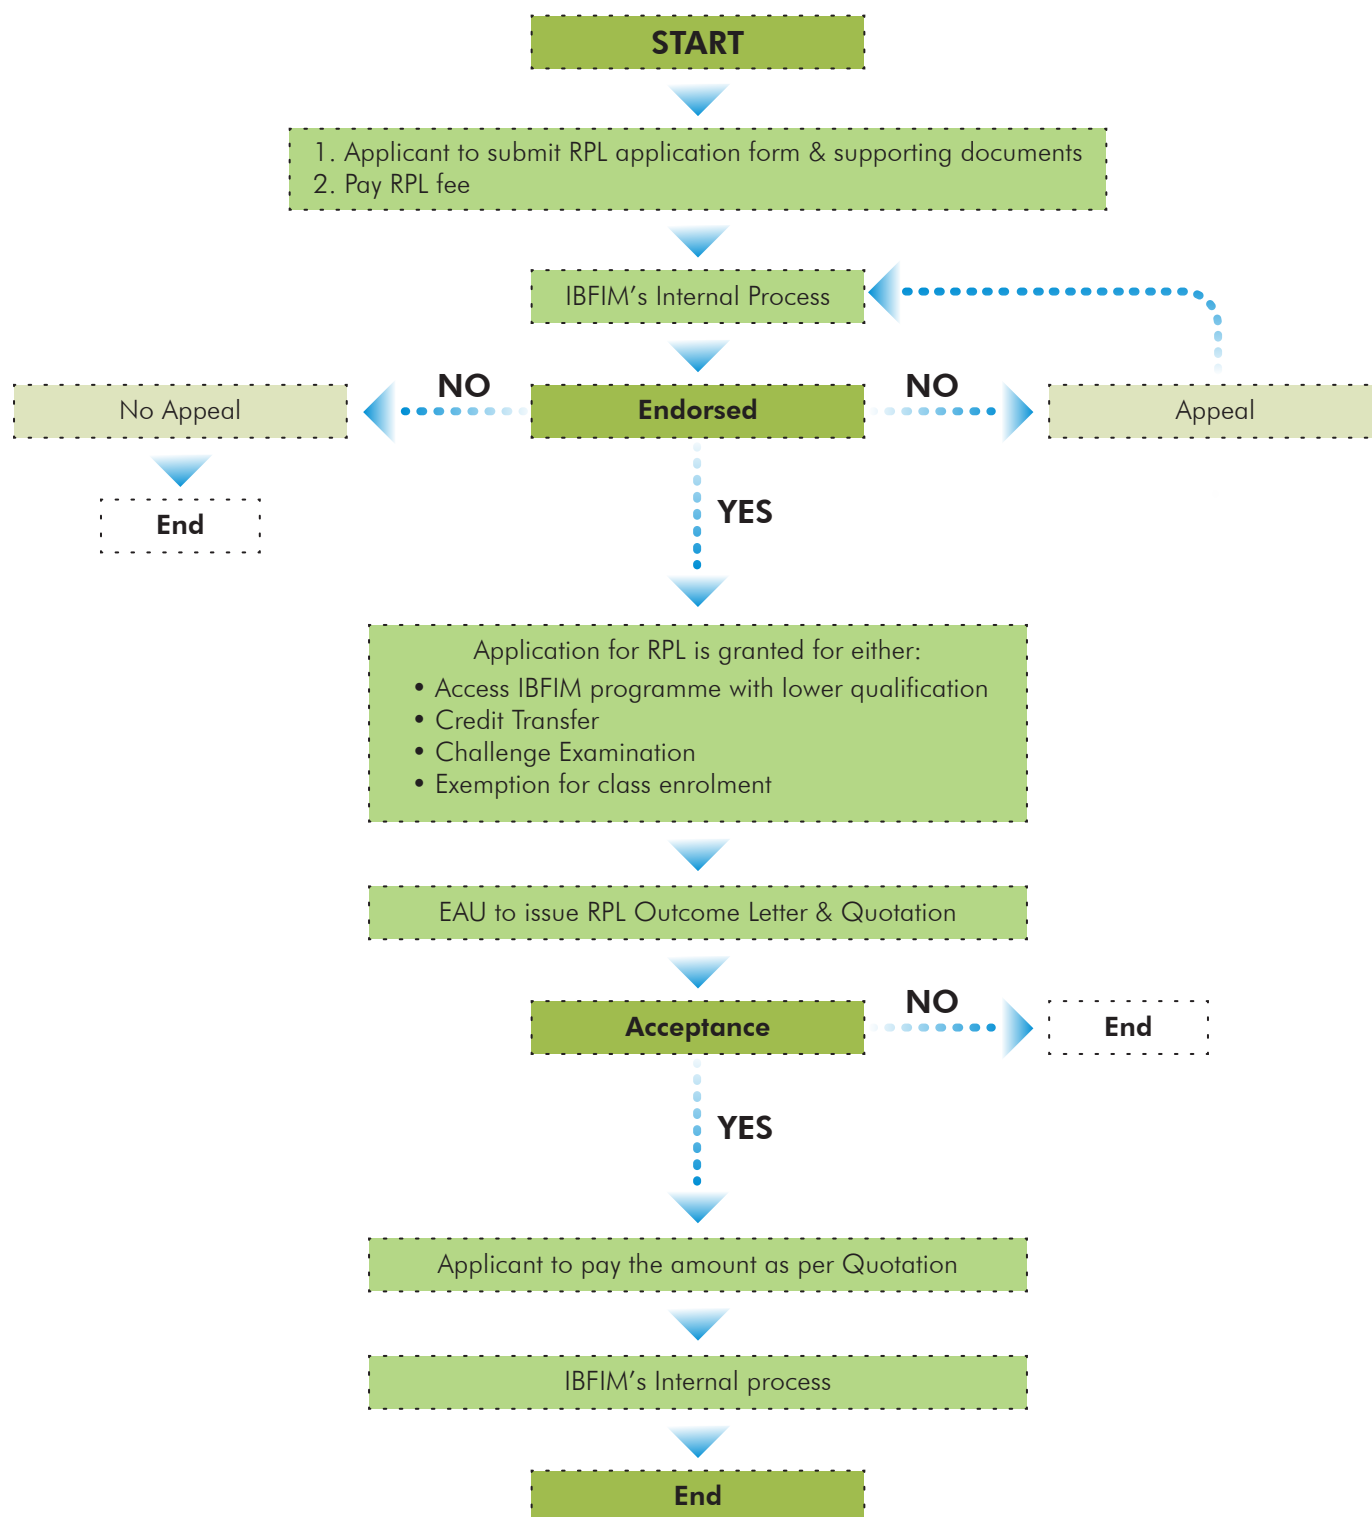 START
1. Applicant to submit RPL application form & supporting documents
2. Pay RPL fee
IBFIM’s Internal Process
NO
NO
No Appeal
Endorsed
Appeal
End
YES
Application for RPL is granted for either:
• Access IBFIM programme with lower qualification
• Credit Transfer
• Challenge Examination
• Exemption for class enrolment
EAU to issue RPL Outcome Letter & Quotation
NO
Acceptance
End
YES
Applicant to pay the amount as per Quotation
IBFIM’s Internal process
End